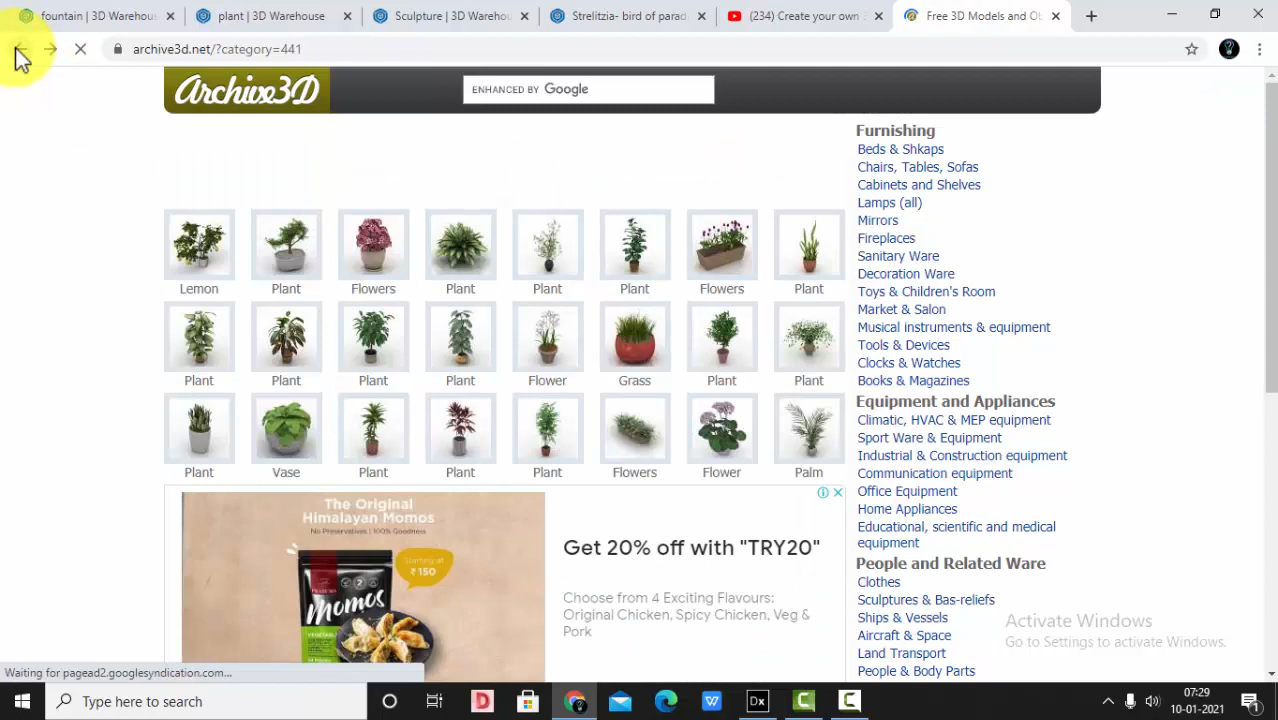 fountain | 3D Warehouse
plant | 3D Warehouse
Sculpture | 3D Warehou
Strelitzia- bird of parad
(234) Create your own
Free 3D Models and Ob
archive3d.net/?category=441
Archive3D
ENHANCED BY Google
Lemon Plant Flowers Plant Plant Plant Flowers Plant
Plant Plant Plant Plant Flower Grass Plant Plant
Plant Vase Plant Plant Plant Flowers Flower Palm
Furnishing
Beds & Shkaps
Chairs, Tables, Sofas
Cabinets and Shelves
Lamps (all)
Mirrors
Fireplaces
Sanitary Ware
Decoration Ware
Toys & Children's Room
Market & Salon
Musical instruments & equipment
Tools & Devices
Clocks & Watches
Books & Magazines
Equipment and Appliances
Climatic, HVAC & MEP equipment
Sport Ware & Equipment
Industrial & Construction equipment
Communication equipment
Office Equipment
Home Appliances
Educational, scientific and medical
equipment
People and Related Ware
Clothes
Sculptures & Bas-reliefs
Ships & Vessels
Aircraft & Space
Land Transport
People & Body Parts
The Original
Himalayan Momos
No Preservatives | 100% Goodness
Starting at
₹ 150
Momos
Get 20% off with "TRY20"
Choose from 4 Exciting Flavours:
Original Chicken, Spicy Chicken, Veg &
Pork
Activate Windows
Go to Settings to activate Windows.
Waiting for pagead2.googlesyndication.com...
Type here to search
07:29
10-01-2021